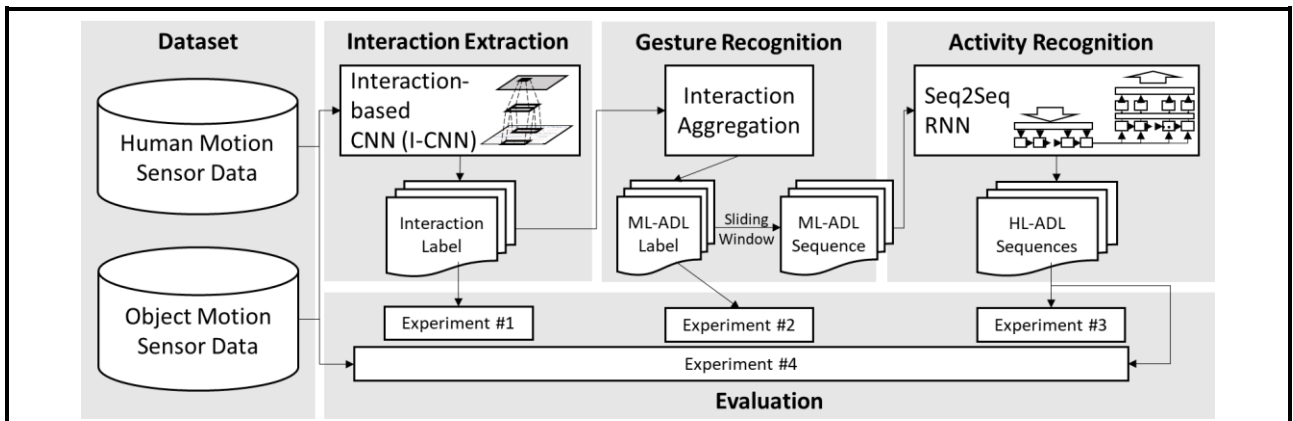 Dataset
Human Motion
Sensor Data
Object Motion
Sensor Data
Interaction Extraction
Interaction-
based
CNN (I-CNN)
Interaction
Label
Gesture Recognition
Interaction
Aggregation
ML-ADL
Label
Sliding
Window
ML-ADL
Sequence
Activity Recognition
Seq2Seq
RNN
HL-ADL
Sequences
Experiment #1
Experiment #2
Experiment #3
Experiment #4
Evaluation